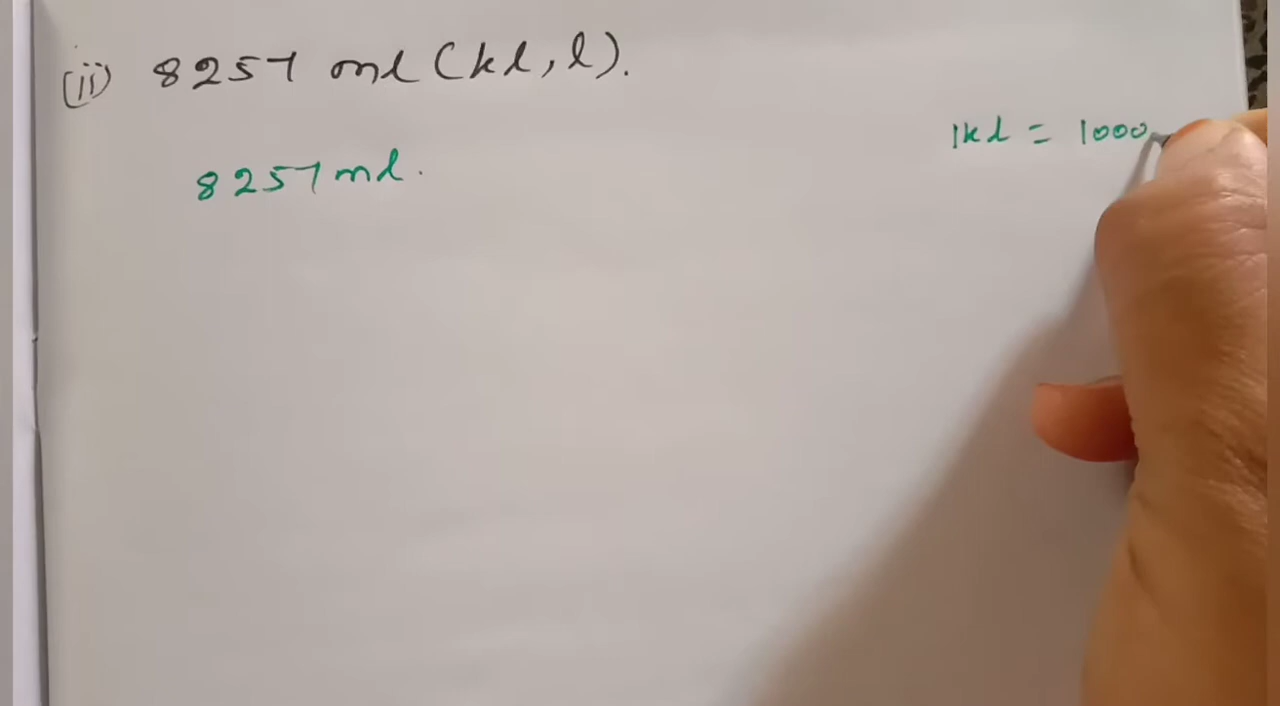 (ii) 8257 ml (kl, l).
1kl = 1000
8257 ml.